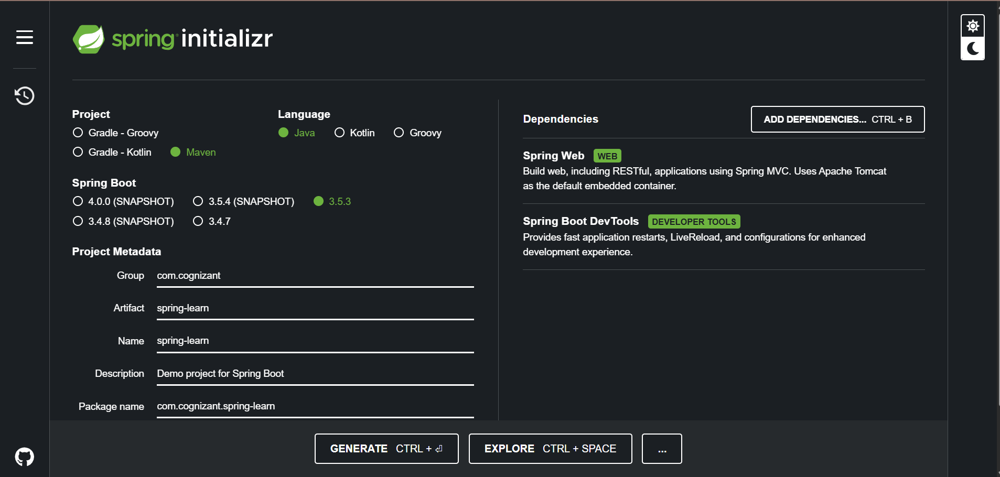 spring initializr
Project
Gradle - Groovy
Gradle - Kotlin
Maven
Language
Java
Kotlin
Groovy
Spring Boot
4.0.0 (SNAPSHOT)
3.5.4 (SNAPSHOT)
3.5.3
3.4.8 (SNAPSHOT)
3.4.7
Project Metadata
Group com.cognizant
Artifact spring-learn
Name spring-learn
Description Demo project for Spring Boot
Package name com.cognizant.spring-learn
Dependencies
ADD DEPENDENCIES... CTRL + B
Spring Web WEB
Build web, including RESTful, applications using Spring MVC. Uses Apache Tomcat
as the default embedded container.
Spring Boot DevTools DEVELOPER TOOLS
Provides fast application restarts, LiveReload, and configurations for enhanced
development experience.
GENERATE CTRL + ⏎
EXPLORE CTRL + SPACE
...